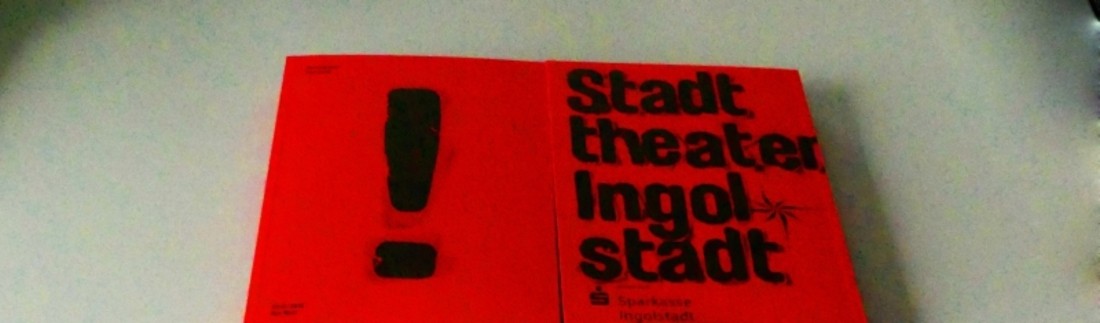 !
Stadt
theater
Ingol
stadt
Sparkasse
Ingolstadt